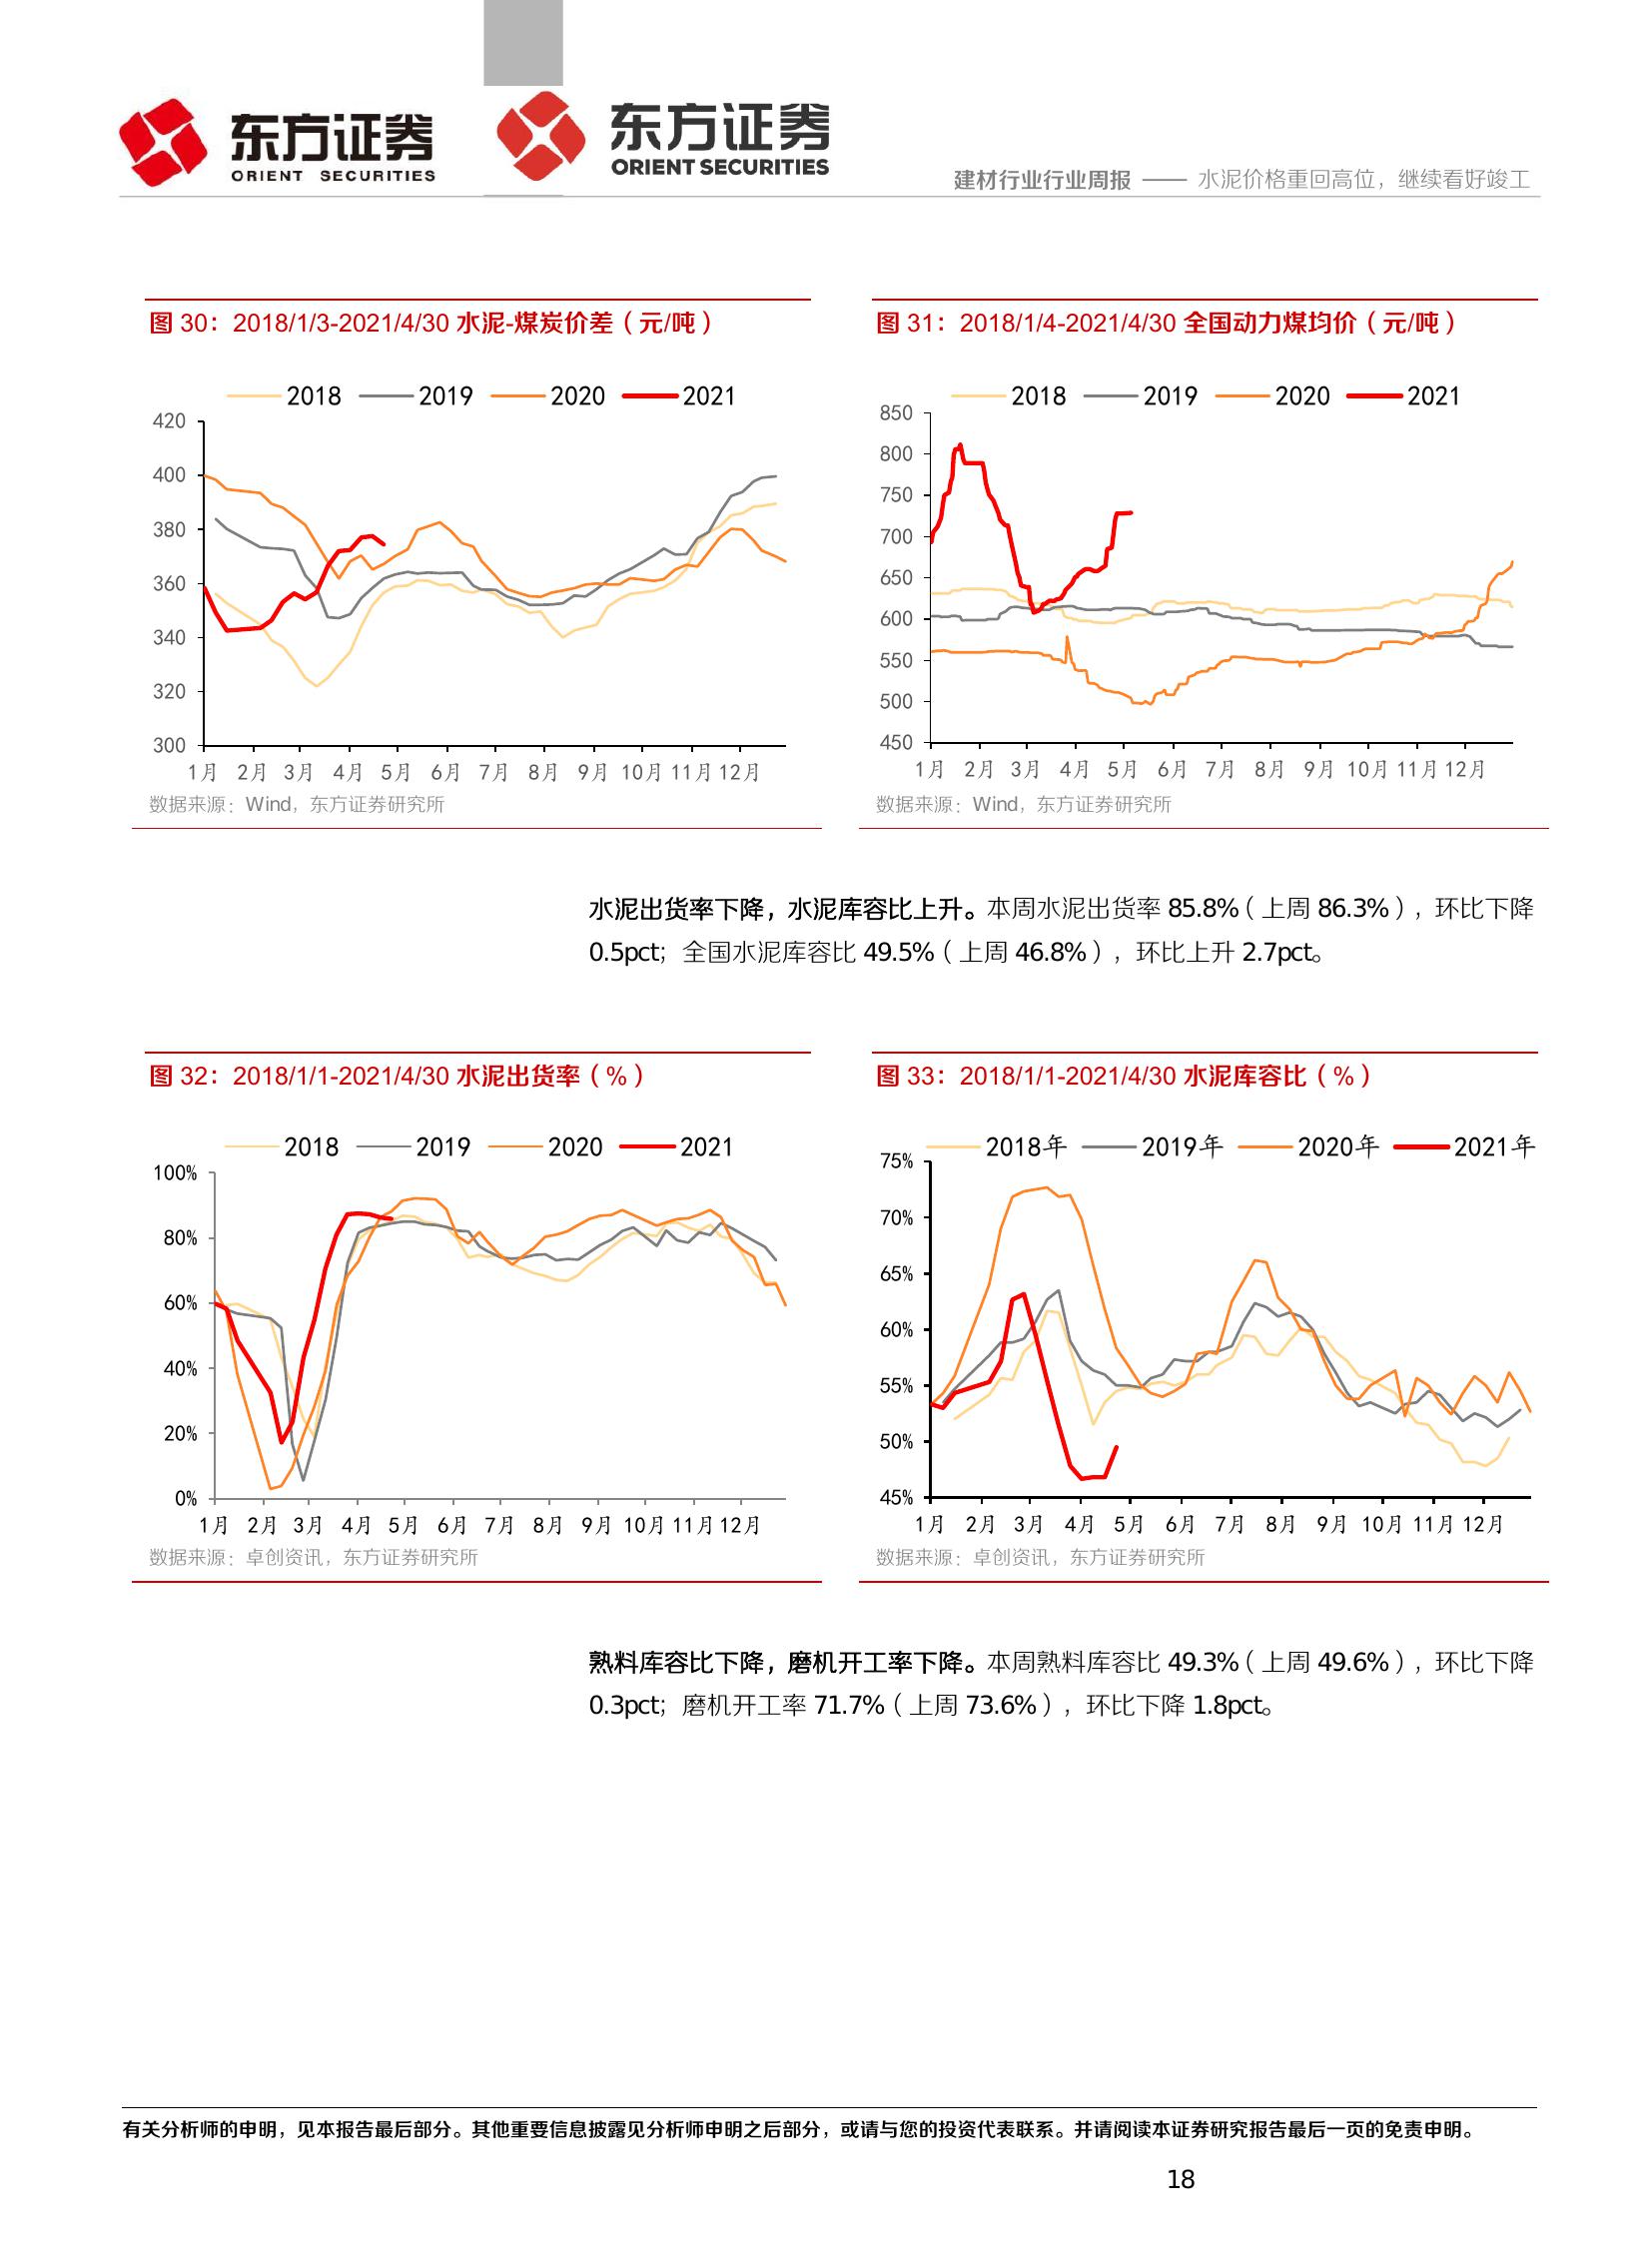 东方证券
ORIENT SECURITIES
东方证券
ORIENT SECURITIES
建材行业行业周报 —— 水泥价格重回高位，继续看好竣工
图 30：2018/1/3-2021/4/30 水泥-煤炭价差（元/吨）
2018 2019 2020 2021
420
400
380
360
340
320
300
1月 2月 3月 4月 5月 6月 7月 8月 9月 10月 11月 12月
数据来源：Wind，东方证券研究所
图 31：2018/1/4-2021/4/30 全国动力煤均价（元/吨）
2018 2019 2020 2021
850
800
750
700
650
600
550
500
450
1月 2月 3月 4月 5月 6月 7月 8月 9月 10月 11月 12月
数据来源：Wind，东方证券研究所
水泥出货率下降，水泥库容比上升。本周水泥出货率 85.8%（上周 86.3%），环比下降
0.5pct；全国水泥库容比 49.5%（上周 46.8%），环比上升 2.7pct。
图 32：2018/1/1-2021/4/30 水泥出货率（%）
2018 2019 2020 2021
100%
80%
60%
40%
20%
0%
1月 2月 3月 4月 5月 6月 7月 8月 9月 10月 11月 12月
数据来源：卓创资讯，东方证券研究所
图 33：2018/1/1-2021/4/30 水泥库容比（%）
2018年 2019年 2020年 2021年
75%
70%
65%
60%
55%
50%
45%
1月 2月 3月 4月 5月 6月 7月 8月 9月 10月 11月 12月
数据来源：卓创资讯，东方证券研究所
熟料库容比下降，磨机开工率下降。本周熟料库容比 49.3%（上周 49.6%），环比下降
0.3pct；磨机开工率 71.7%（上周 73.6%），环比下降 1.8pct。
有关分析师的申明，见本报告最后部分。其他重要信息披露见分析师申明之后部分，或请与您的投资代表联系。并请阅读本证券研究报告最后一页的免责申明。
18